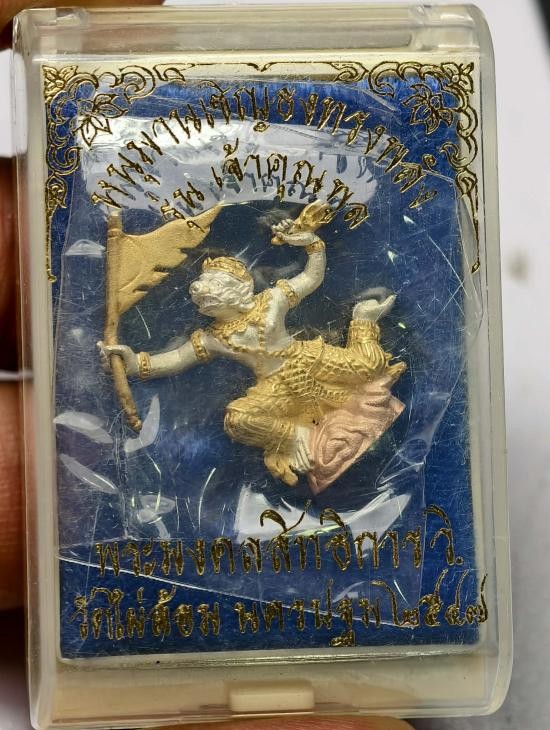 หนุมานเชิญธงทรงพลัง
รุ่น เจ้าคุณพูล
พระมงคลสิทธิการ วิ.
วัดไผ่ล้อม นครปฐม ๒๕๔๗